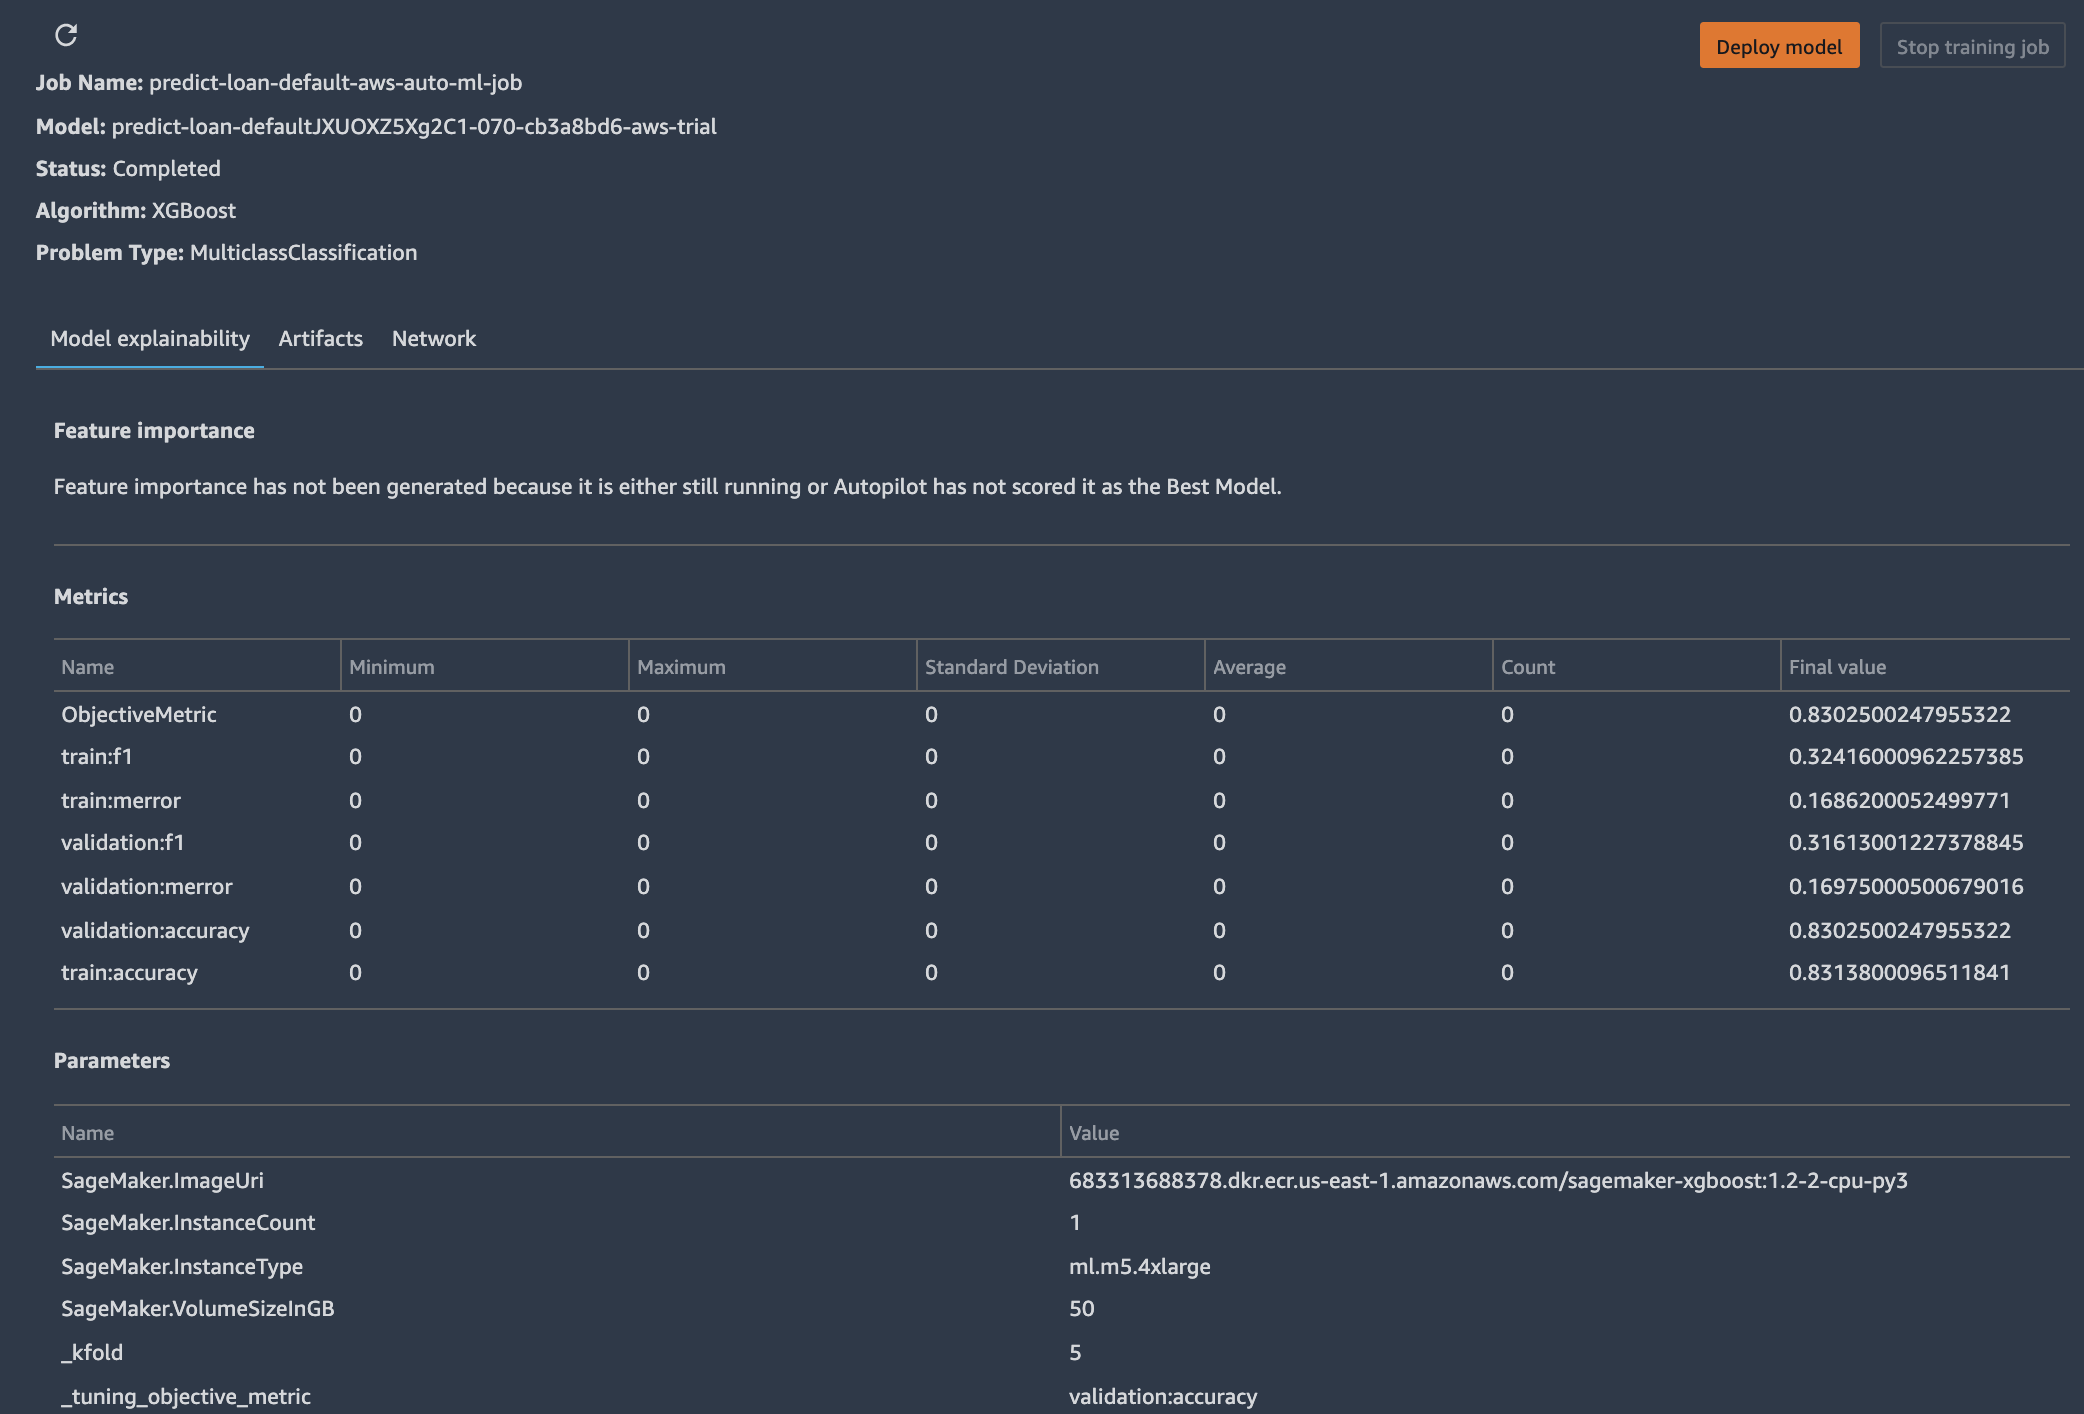 Deploy model Stop training job
Job Name: predict-loan-default-aws-auto-ml-job
Model: predict-loan-defaultJXUOXZ5Xg2C1-070-cb3a8bd6-aws-trial
Status: Completed
Algorithm: XGBoost
Problem Type: MulticlassClassification
Model explainability Artifacts Network
Feature importance
Feature importance has not been generated because it is either still running or Autopilot has not scored it as the Best Model.
Metrics
Name Minimum Maximum Standard Deviation Average Count Final value
ObjectiveMetric 0 0 0 0 0 0.8302500247955322
train:f1 0 0 0 0 0 0.32416000962257385
train:merror 0 0 0 0 0 0.1686200052499771
validation:f1 0 0 0 0 0 0.31613001227378845
validation:merror 0 0 0 0 0 0.16975000500679016
validation:accuracy 0 0 0 0 0 0.8302500247955322
train:accuracy 0 0 0 0 0 0.8313800096511841
Parameters
Name Value
SageMaker.ImageUri 683313688378.dkr.ecr.us-east-1.amazonaws.com/sagemaker-xgboost:1.2-2-cpu-py3
SageMaker.InstanceCount 1
SageMaker.InstanceType ml.m5.4xlarge
SageMaker.VolumeSizeInGB 50
_kfold 5
_tuning_objective_metric validation:accuracy